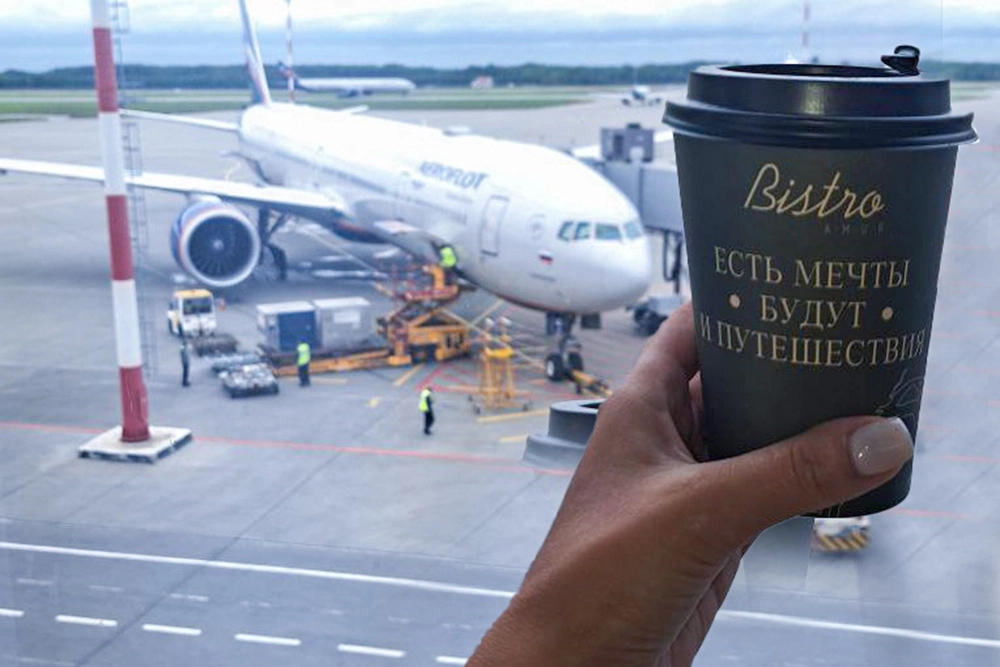 AEROFLOT
Bistro
AMUR
ЕСТЬ МЕЧТЫ
• БУДУТ •
И ПУТЕШЕСТВИЯ